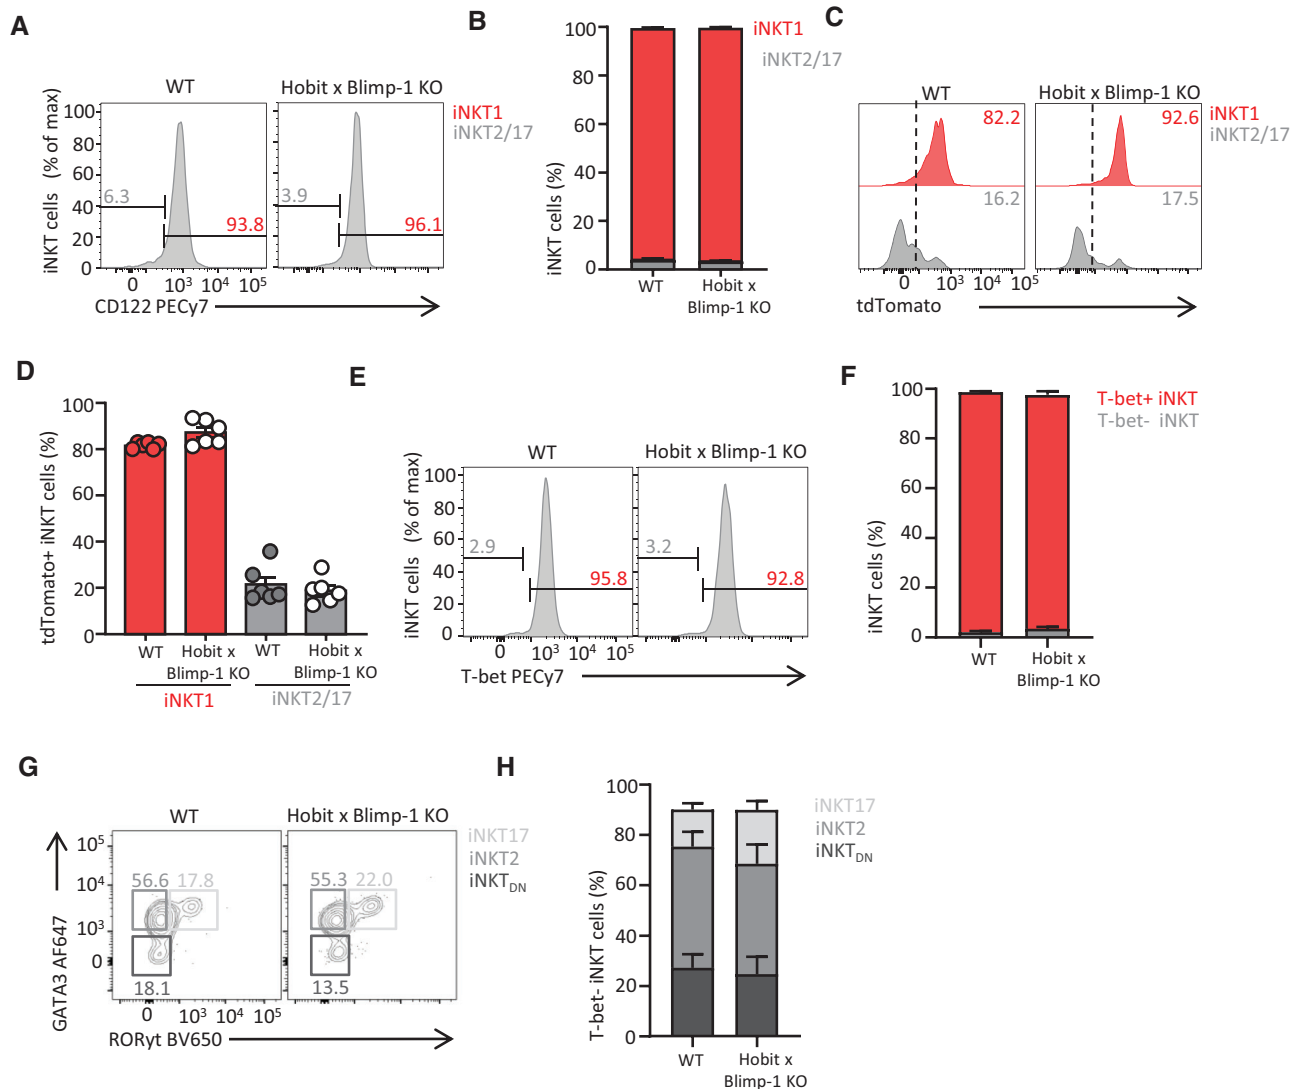 A
WT
Hobit x Blimp-1 KO
iNKT1
iNKT2/17
iNKT cells (% of max)
100
80
60
40
20
0
6.3
93.8
3.9
96.1
0 10³ 10⁴ 10⁵
CD122 PECy7
B
iNKT1
iNKT2/17
iNKT cells (%)
100
80
60
40
20
0
WT
Hobit x
Blimp-1 KO
C
WT
Hobit x Blimp-1 KO
iNKT1
iNKT2/17
82.2
92.6
16.2
17.5
0 10³ 10⁴ 10⁵
tdTomato
D
tdTomato+ iNKT cells (%)
100
80
60
40
20
0
WT
Hobit x
Blimp-1 KO
WT
Hobit x
Blimp-1 KO
iNKT1
iNKT2/17
E
WT
Hobit x Blimp-1 KO
iNKT cells (% of max)
100
80
60
40
20
0
2.9
95.8
3.2
92.8
0 10³ 10⁴ 10⁵
T-bet PECy7
F
T-bet+ iNKT
T-bet- iNKT
iNKT cells (%)
100
80
60
40
20
0
WT
Hobit x
Blimp-1 KO
G
WT
Hobit x Blimp-1 KO
iNKT17
iNKT2
iNKTDN
GATA3 AF647
10⁵
10⁴
10³
0
56.6 17.8
18.1
55.3 22.0
13.5
0 10³ 10⁴ 10⁵
RORyt BV650
H
iNKT17
iNKT2
iNKTDN
T-bet- iNKT cells (%)
100
80
60
40
20
0
WT
Hobit x
Blimp-1 KO